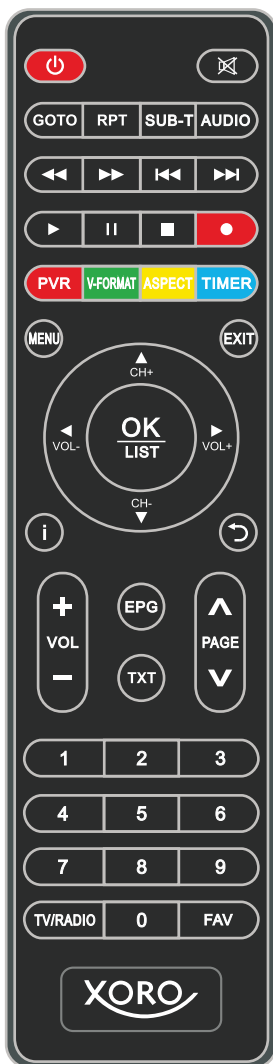 GOTO RPT SUB-T AUDIO
PVR V-FORMAT ASPECT TIMER
MENU EXIT
CH+
VOL- OK VOL+
LIST
CH-
i
+ EPG
VOL PAGE
− TXT
1 2 3
4 5 6
7 8 9
TV/RADIO 0 FAV
XORO